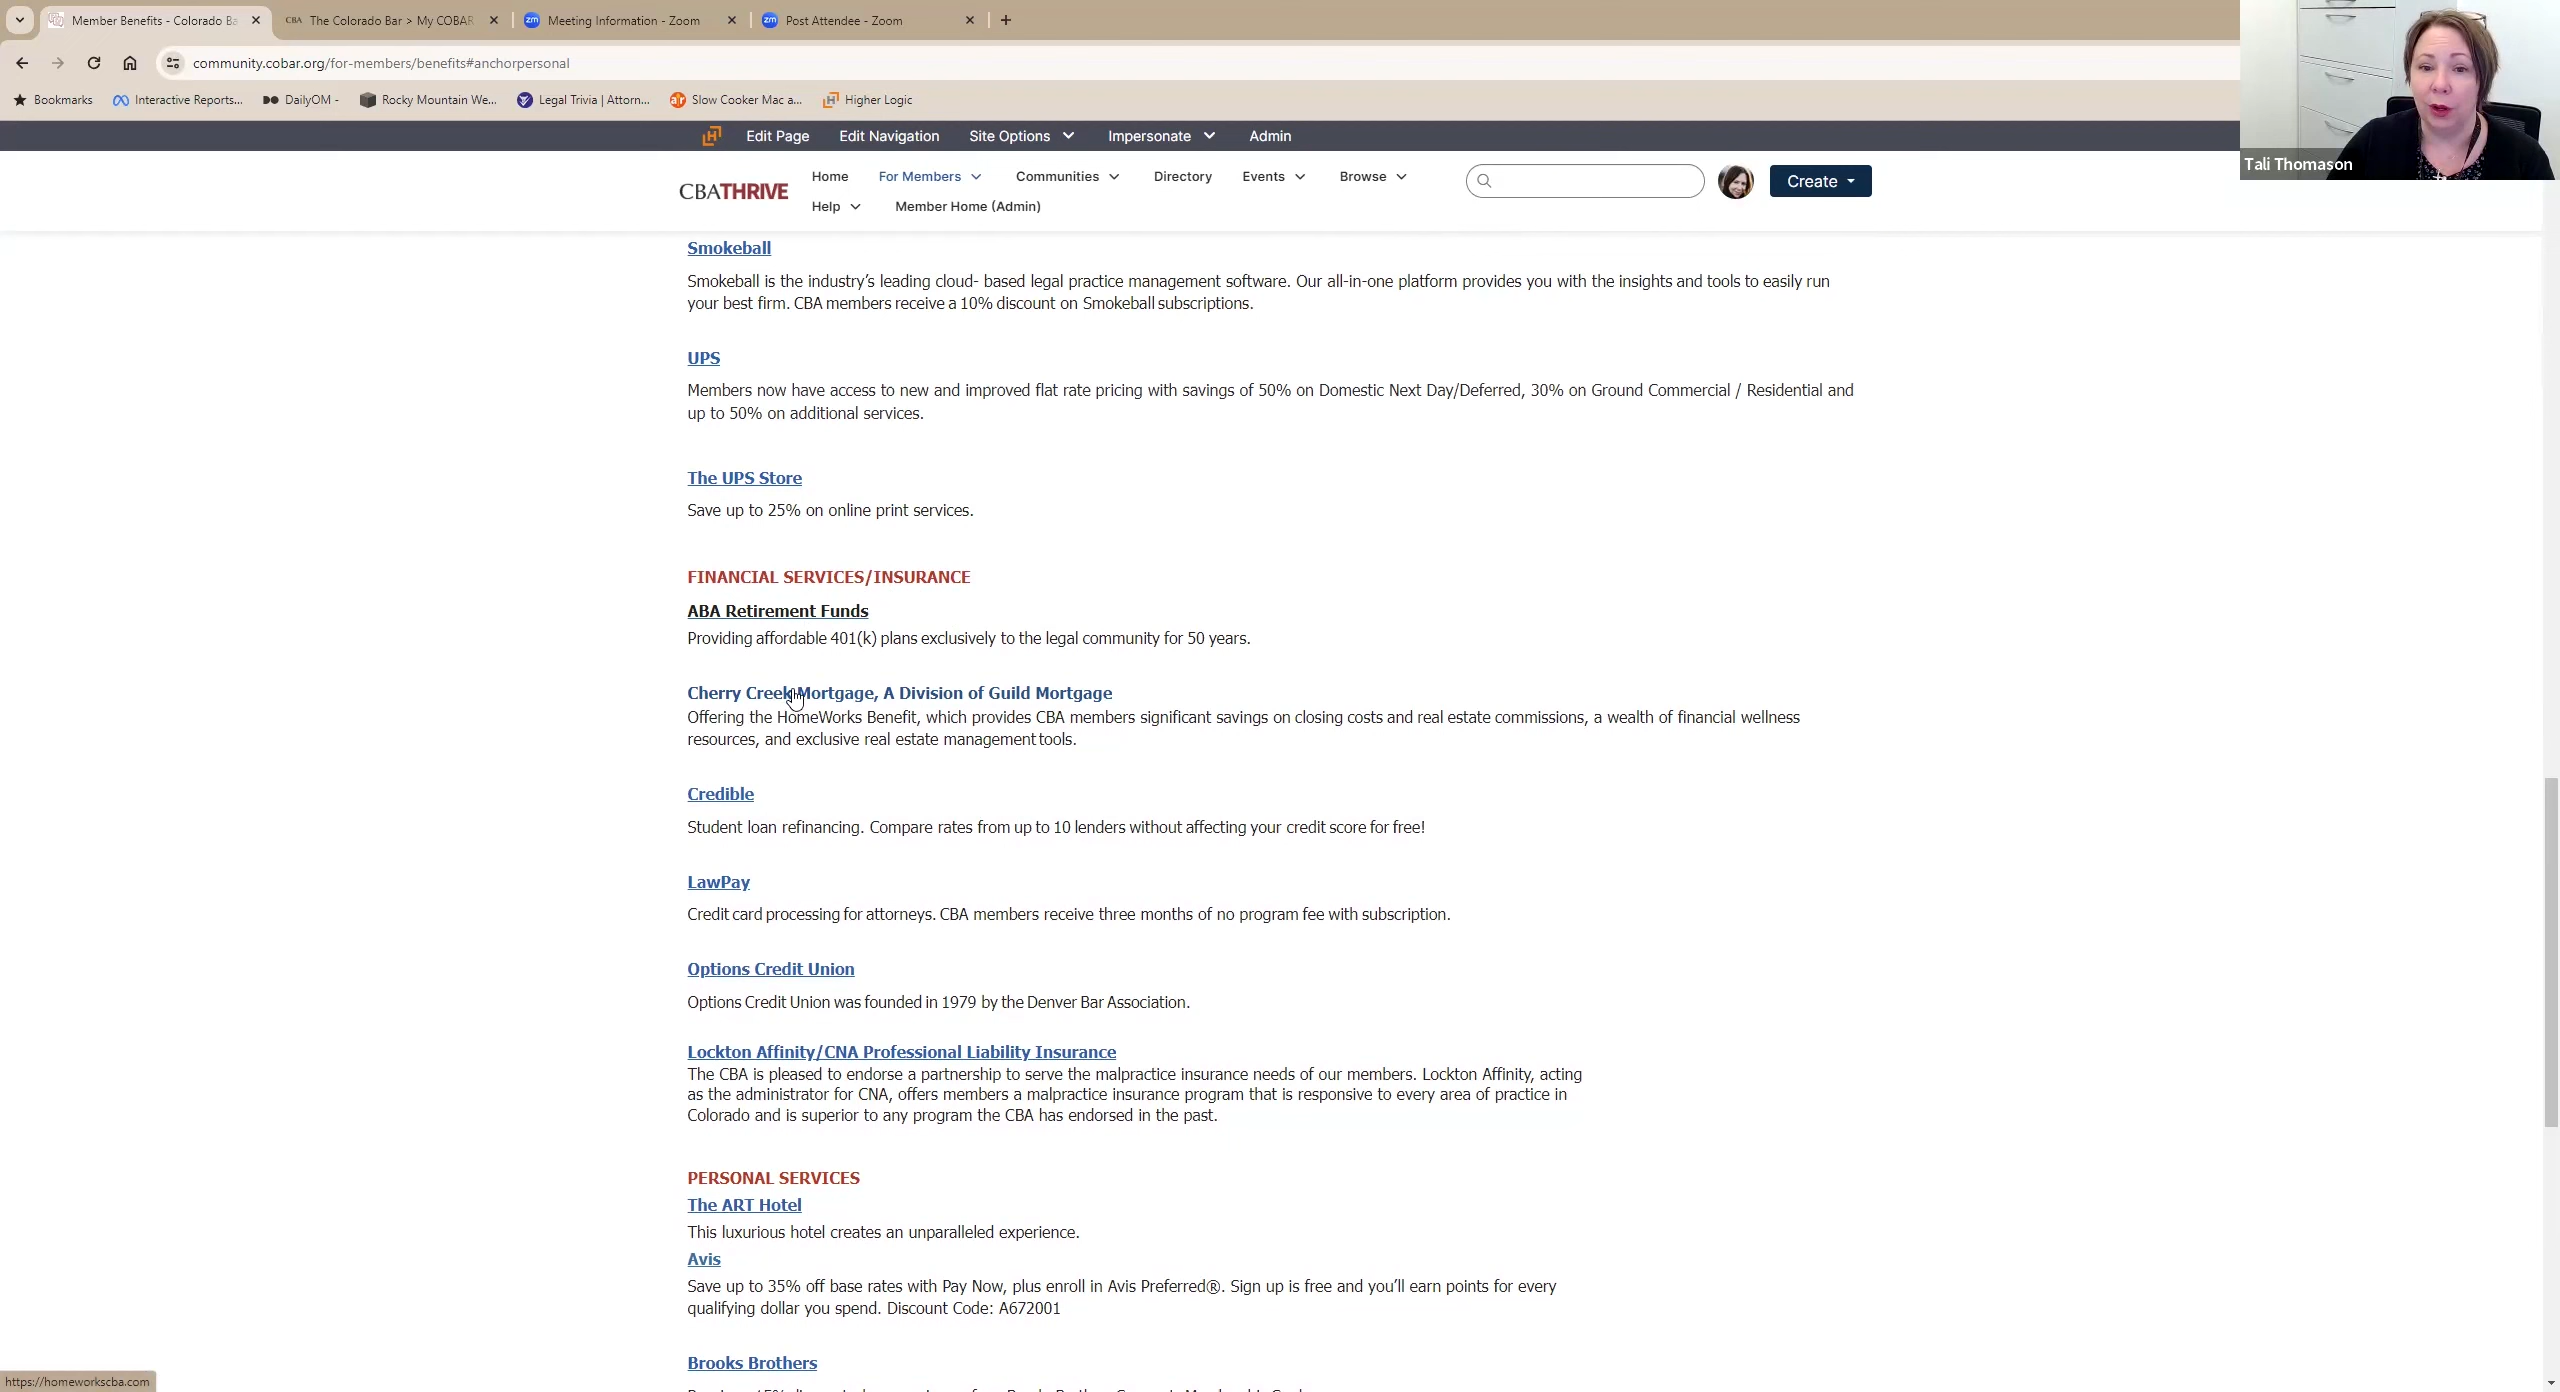 Member Benefits - Colorado Ba
CBA The Colorado Bar > My COBAR
zm Meeting Information - Zoom
zm Post Attendee - Zoom
community.cobar.org/for-members/benefits#anchorpersonal
Bookmarks
Interactive Reports...
DailyOM -
Rocky Mountain We...
Legal Trivia | Attorn...
Slow Cooker Mac a...
Higher Logic
Edit Page
Edit Navigation
Site Options
Impersonate
Admin
CBATHRIVE
Home
For Members
Communities
Directory
Events
Browse
Help
Member Home (Admin)
Create
Tali Thomason
Smokeball
Smokeball is the industry’s leading cloud- based legal practice management software. Our all-in-one platform provides you with the insights and tools to easily run
your best firm. CBA members receive a 10% discount on Smokeball subscriptions.
UPS
Members now have access to new and improved flat rate pricing with savings of 50% on Domestic Next Day/Deferred, 30% on Ground Commercial / Residential and
up to 50% on additional services.
The UPS Store
Save up to 25% on online print services.
FINANCIAL SERVICES/INSURANCE
ABA Retirement Funds
Providing affordable 401(k) plans exclusively to the legal community for 50 years.
Cherry Creek Mortgage, A Division of Guild Mortgage
Offering the HomeWorks Benefit, which provides CBA members significant savings on closing costs and real estate commissions, a wealth of financial wellness
resources, and exclusive real estate management tools.
Credible
Student loan refinancing. Compare rates from up to 10 lenders without affecting your credit score for free!
LawPay
Credit card processing for attorneys. CBA members receive three months of no program fee with subscription.
Options Credit Union
Options Credit Union was founded in 1979 by the Denver Bar Association.
Lockton Affinity/CNA Professional Liability Insurance
The CBA is pleased to endorse a partnership to serve the malpractice insurance needs of our members. Lockton Affinity, acting
as the administrator for CNA, offers members a malpractice insurance program that is responsive to every area of practice in
Colorado and is superior to any program the CBA has endorsed in the past.
PERSONAL SERVICES
The ART Hotel
This luxurious hotel creates an unparalleled experience.
Avis
Save up to 35% off base rates with Pay Now, plus enroll in Avis Preferred®. Sign up is free and you’ll earn points for every
qualifying dollar you spend. Discount Code: A672001
Brooks Brothers
https://homeworkscba.com